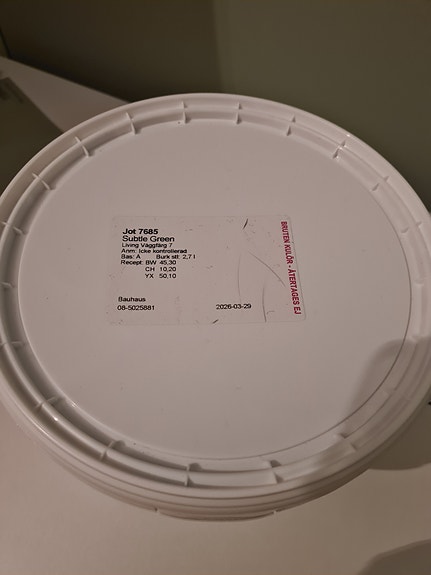 Jot 7685
Subtle Green
Living Väggfärg 7
Anm: Icke kontrollerad
Bas: A Burk stl: 2,7 l
Recept: BW 45,30
CH 10,20
YX 50,10
Bauhaus
08-5025881 2026-03-29
BRUTEN KULÖR - ÅTERTAGES EJ